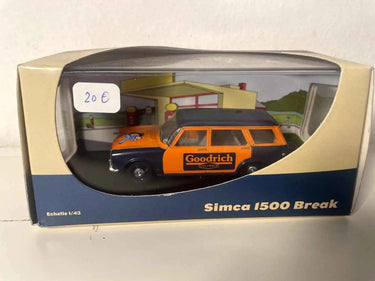 20 €
Goodrich
Echelle 1/43
Simca 1500 Break